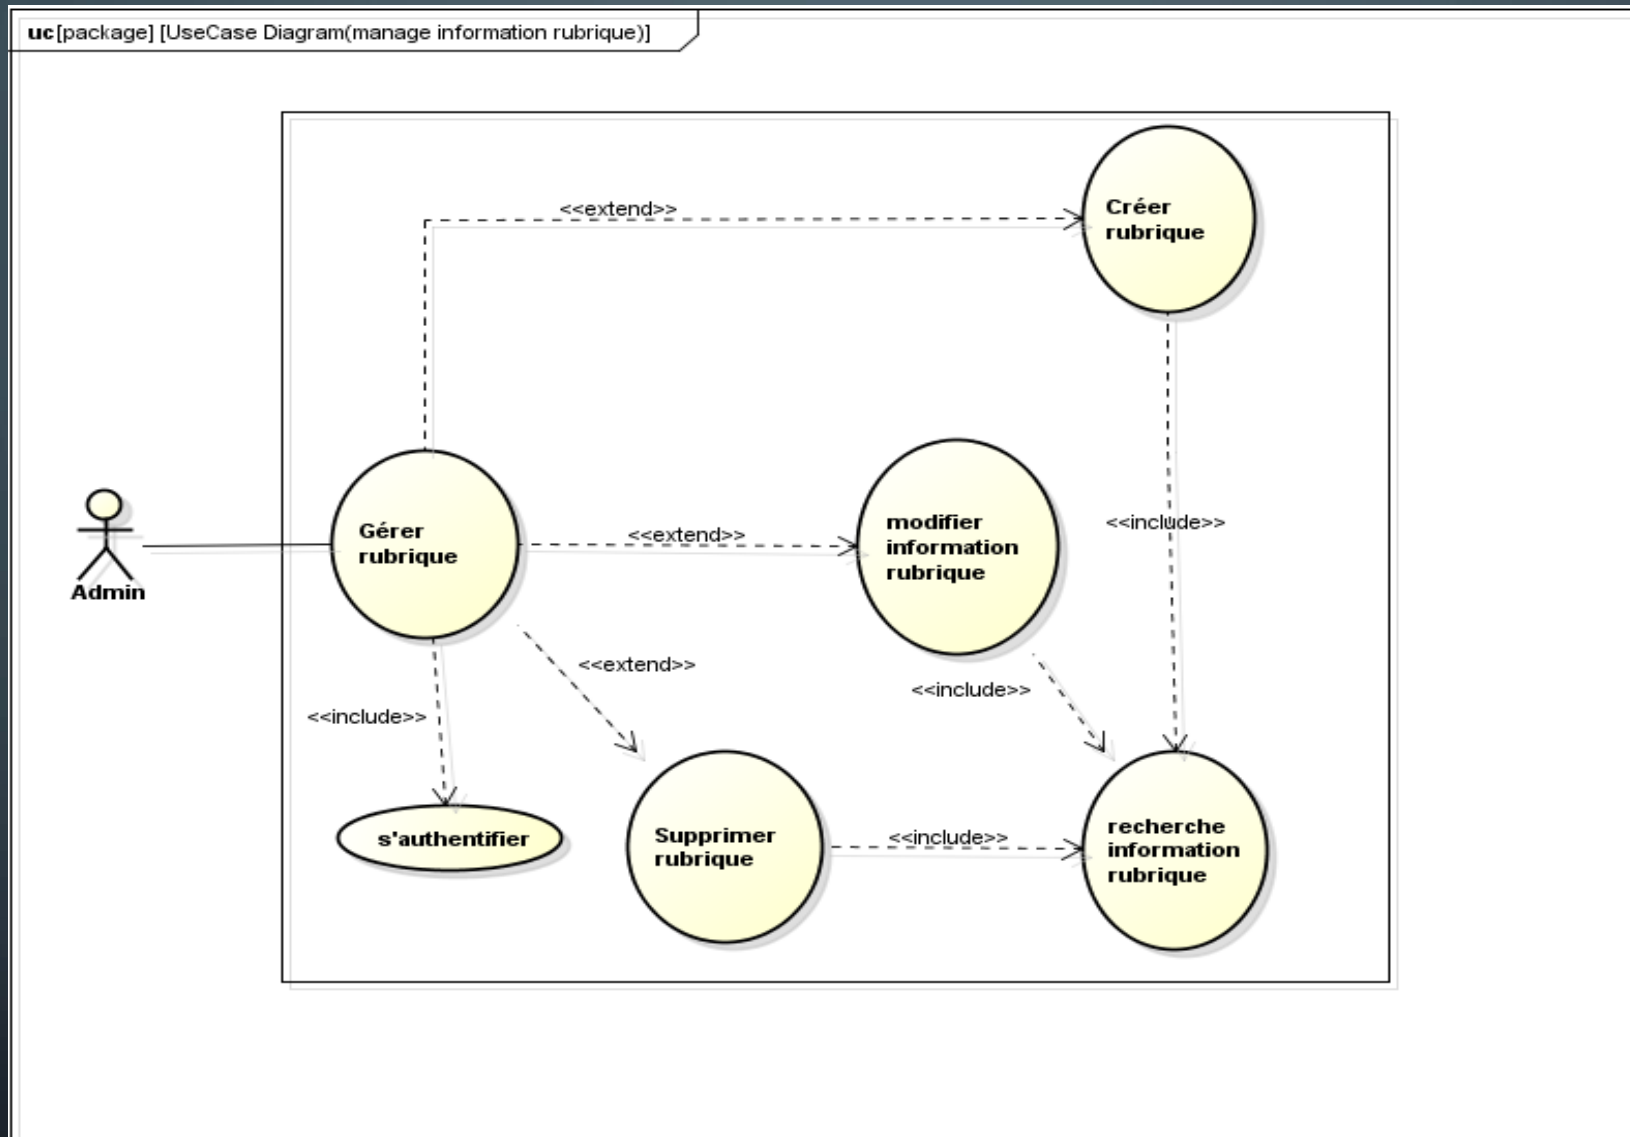 uc[package] [UseCase Diagram(manage information rubrique)]
<<extend>>
Créer
rubrique
Gérer
rubrique
<<extend>>
modifier
information
rubrique
<<include>>
Admin
<<extend>>
<<include>>
<<include>>
s'authentifier
Supprimer
rubrique
<<include>>
recherche
information
rubrique